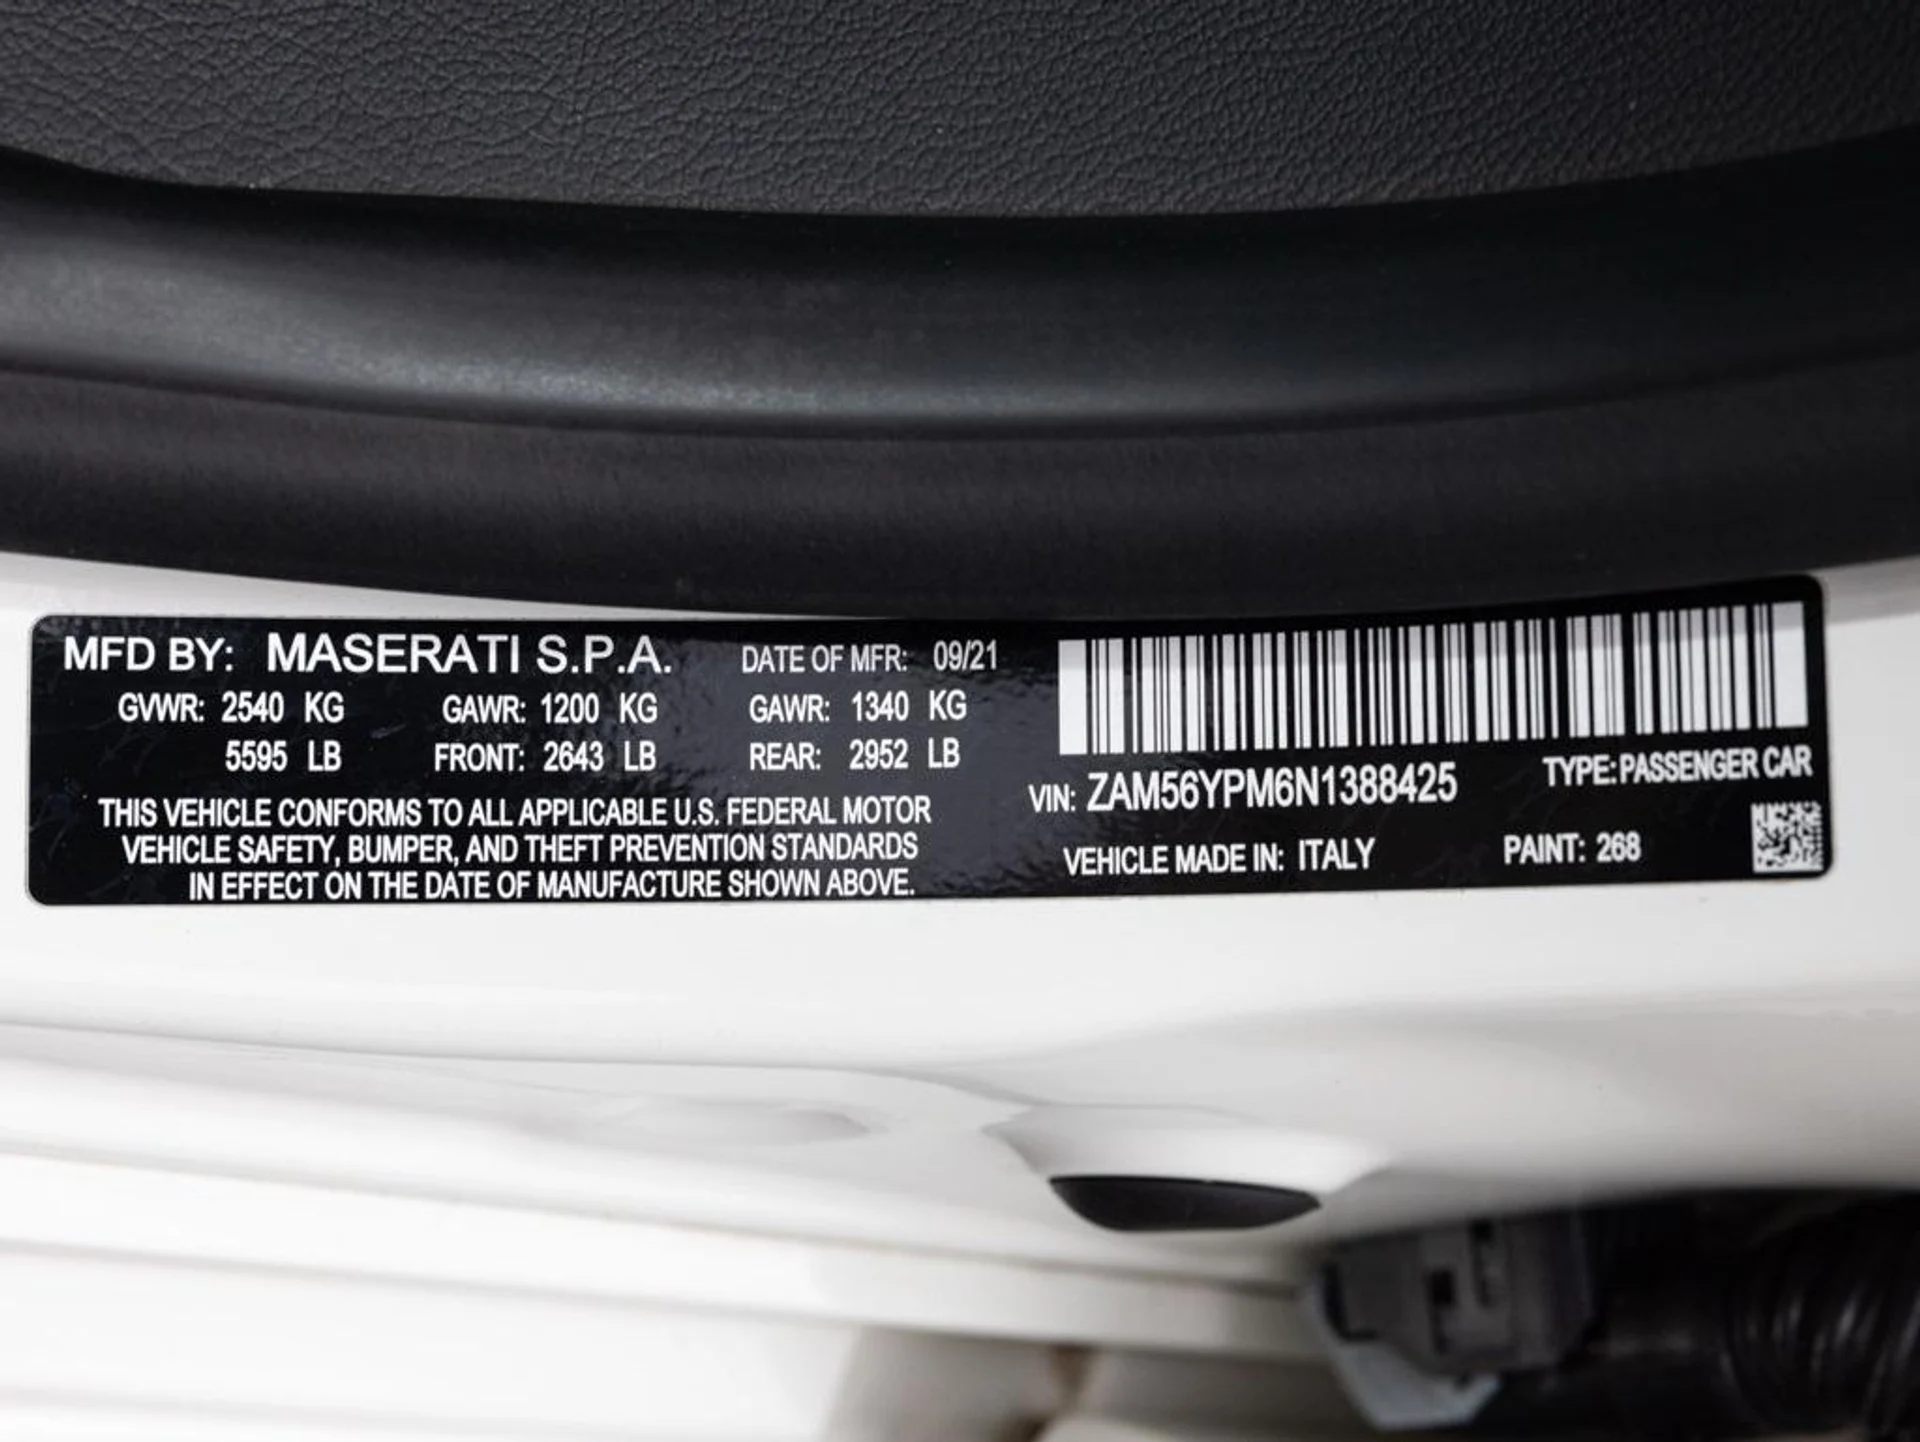 MFD BY: MASERATI S.P.A. DATE OF MFR: 09/21
GVWR: 2540 KG GAWR: 1200 KG GAWR: 1340 KG
5595 LB FRONT: 2643 LB REAR: 2952 LB
THIS VEHICLE CONFORMS TO ALL APPLICABLE U.S. FEDERAL MOTOR
VEHICLE SAFETY, BUMPER, AND THEFT PREVENTION STANDARDS
IN EFFECT ON THE DATE OF MANUFACTURE SHOWN ABOVE.
VIN: ZAM56YPM6N1388425 TYPE: PASSENGER CAR
VEHICLE MADE IN: ITALY PAINT: 268